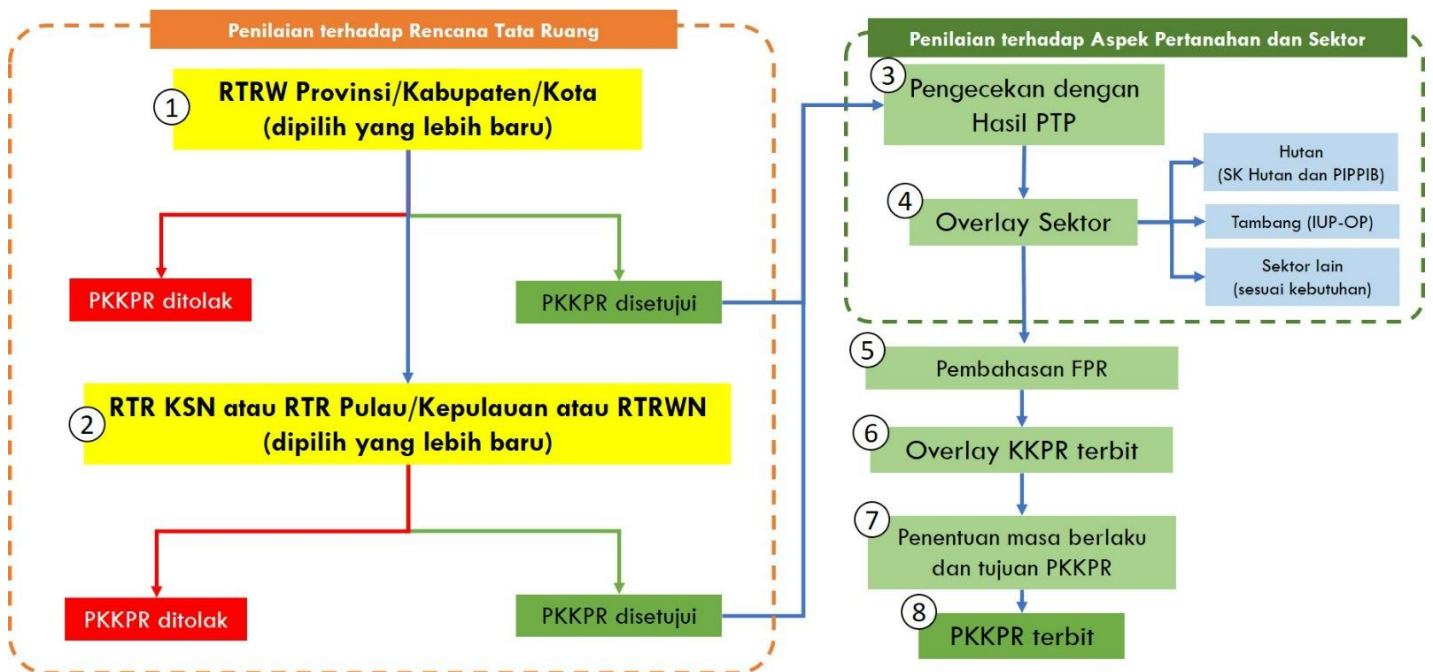 Penilaian terhadap Rencana Tata Ruang
1
RTRW Provinsi/Kabupaten/Kota
(dipilih yang lebih baru)
PKKPR ditolak
PKKPR disetujui
2
RTR KSN atau RTR Pulau/Kepulauan atau RTRWN
(dipilih yang lebih baru)
PKKPR ditolak
PKKPR disetujui
Penilaian terhadap Aspek Pertanahan dan Sektor
3
Pengecekan dengan
Hasil PTP
4
Overlay Sektor
Hutan
(SK Hutan dan PIPPIB)
Tambang (IUP-OP)
Sektor lain
(sesuai kebutuhan)
5
Pembahasan FPR
6
Overlay KKPR terbit
7
Penentuan masa berlaku
dan tujuan PKKPR
8
PKKPR terbit